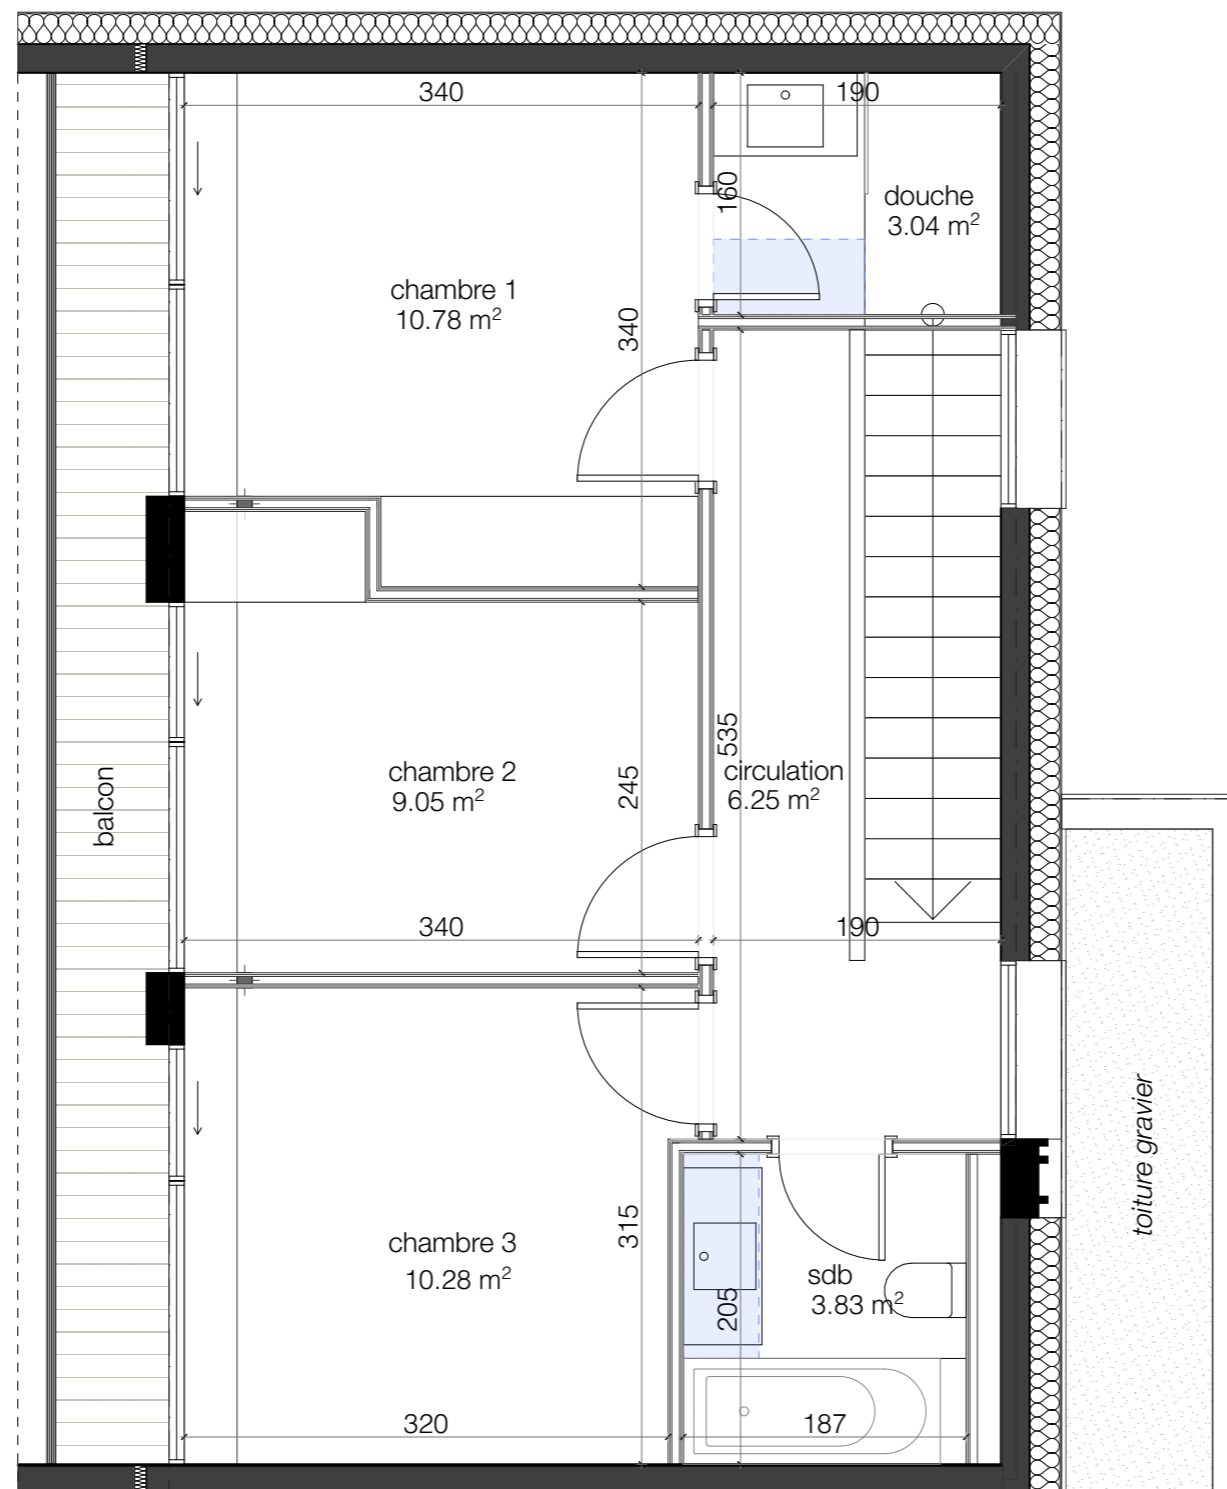 340
190
160
douche
3.04 m²
chambre 1
10.78 m²
340
535
chambre 2
9.05 m²
245
circulation
6.25 m²
balcon
340
190
toiture gravier
chambre 3
10.28 m²
315
sdb
3.83 m²
205
320
187